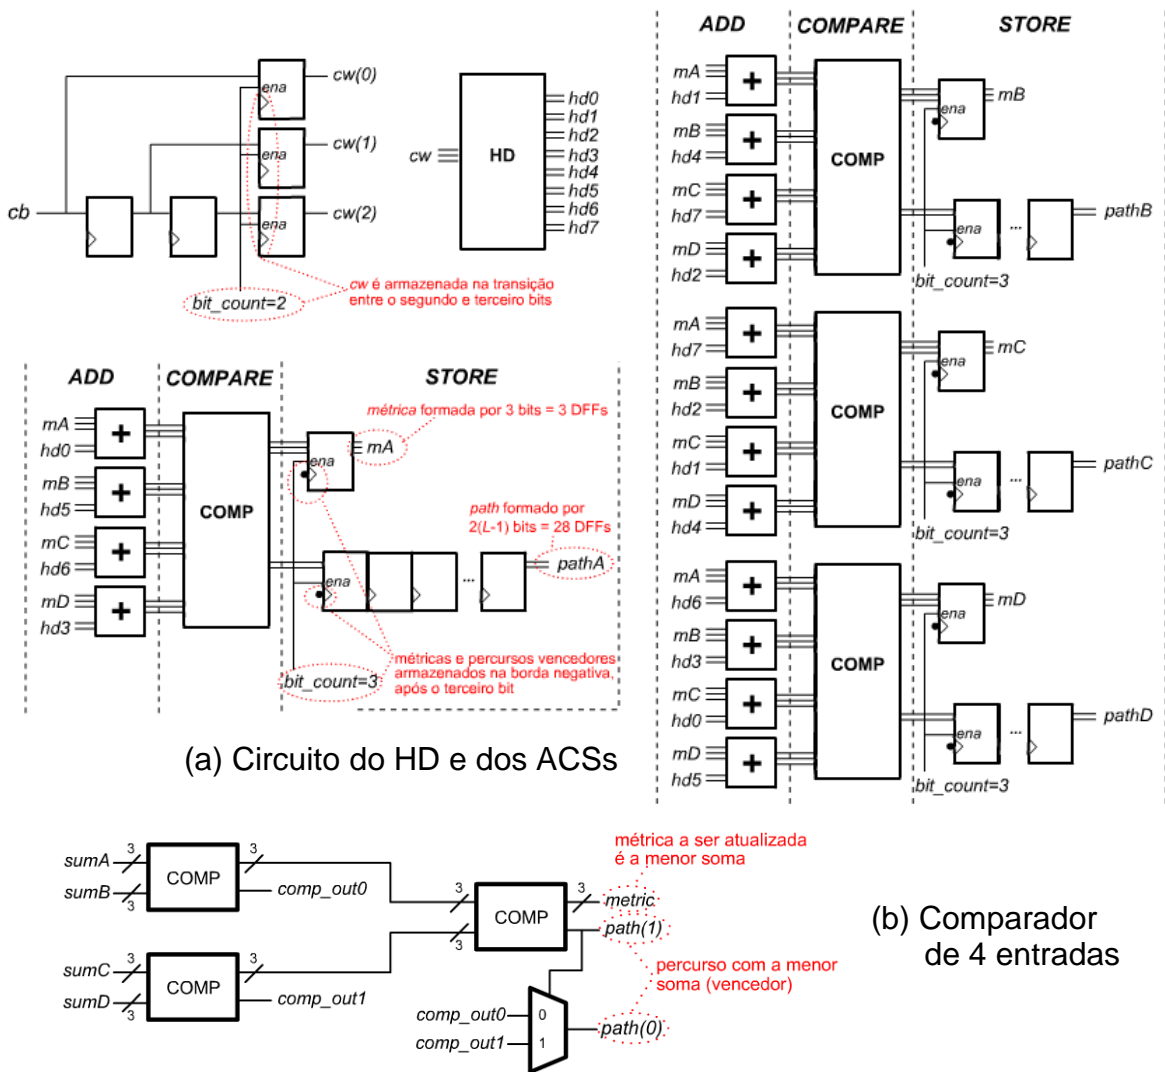 cb
ena
cw(0)
ena
cw(1)
ena
cw(2)
bit_count=2
cw é armazenada na transição
entre o segundo e terceiro bits
cw
HD
hd0
hd1
hd2
hd3
hd4
hd5
hd6
hd7
ADD
COMPARE
STORE
mA
hd0
+
mB
hd5
+
mC
hd6
+
mD
hd3
+
COMP
ena
mA
métrica formada por 3 bits = 3 DFFs
path formado por
2(L-1) bits = 28 DFFs
ena
...
pathA
bit_count=3
métricas e percursos vencedores
armazenados na borda negativa,
após o terceiro bit
(a) Circuito do HD e dos ACSs
ADD
COMPARE
STORE
mA
hd1
+
mB
hd4
+
mC
hd7
+
mD
hd2
+
COMP
ena
mB
ena
...
pathB
bit_count=3
mA
hd7
+
mB
hd2
+
mC
hd1
+
mD
hd4
+
COMP
ena
mC
ena
...
pathC
bit_count=3
mA
hd6
+
mB
hd3
+
mC
hd0
+
mD
hd5
+
COMP
ena
mD
ena
...
pathD
bit_count=3
sumA
3
sumB
3
COMP
3
comp_out0
sumC
3
sumD
3
COMP
3
comp_out1
3
3
COMP
3
metric
path(1)
métrica a ser atualizada
é a menor soma
percurso com a menor
soma (vencedor)
comp_out0
0
comp_out1
1
path(0)
(b) Comparador
de 4 entradas